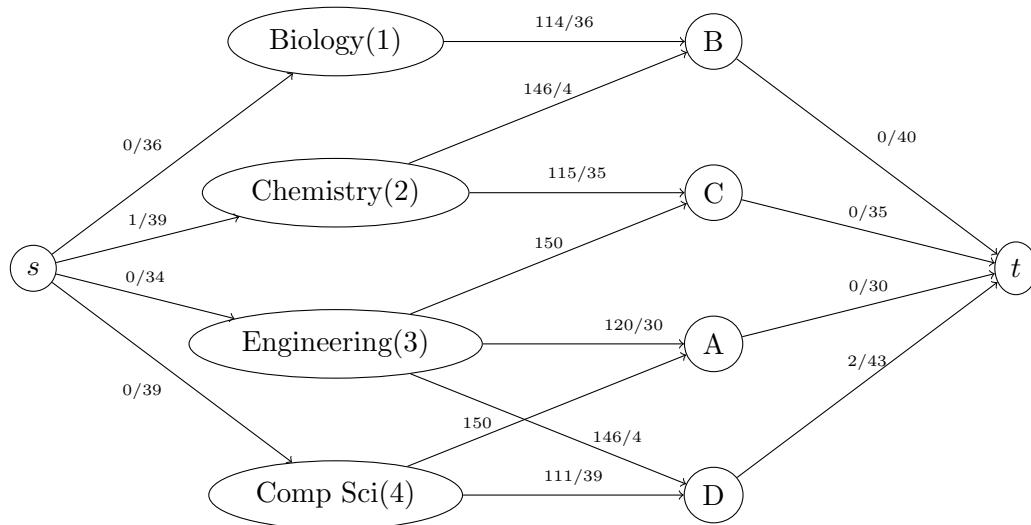 Biology(1)
114/36
B
146/4
0/36
0/40
Chemistry(2)
115/35
C
1/39
150
0/35
s
0/34
t
0/30
Engineering(3)
120/30
A
0/39
2/43
150
146/4
Comp Sci(4)
111/39
D